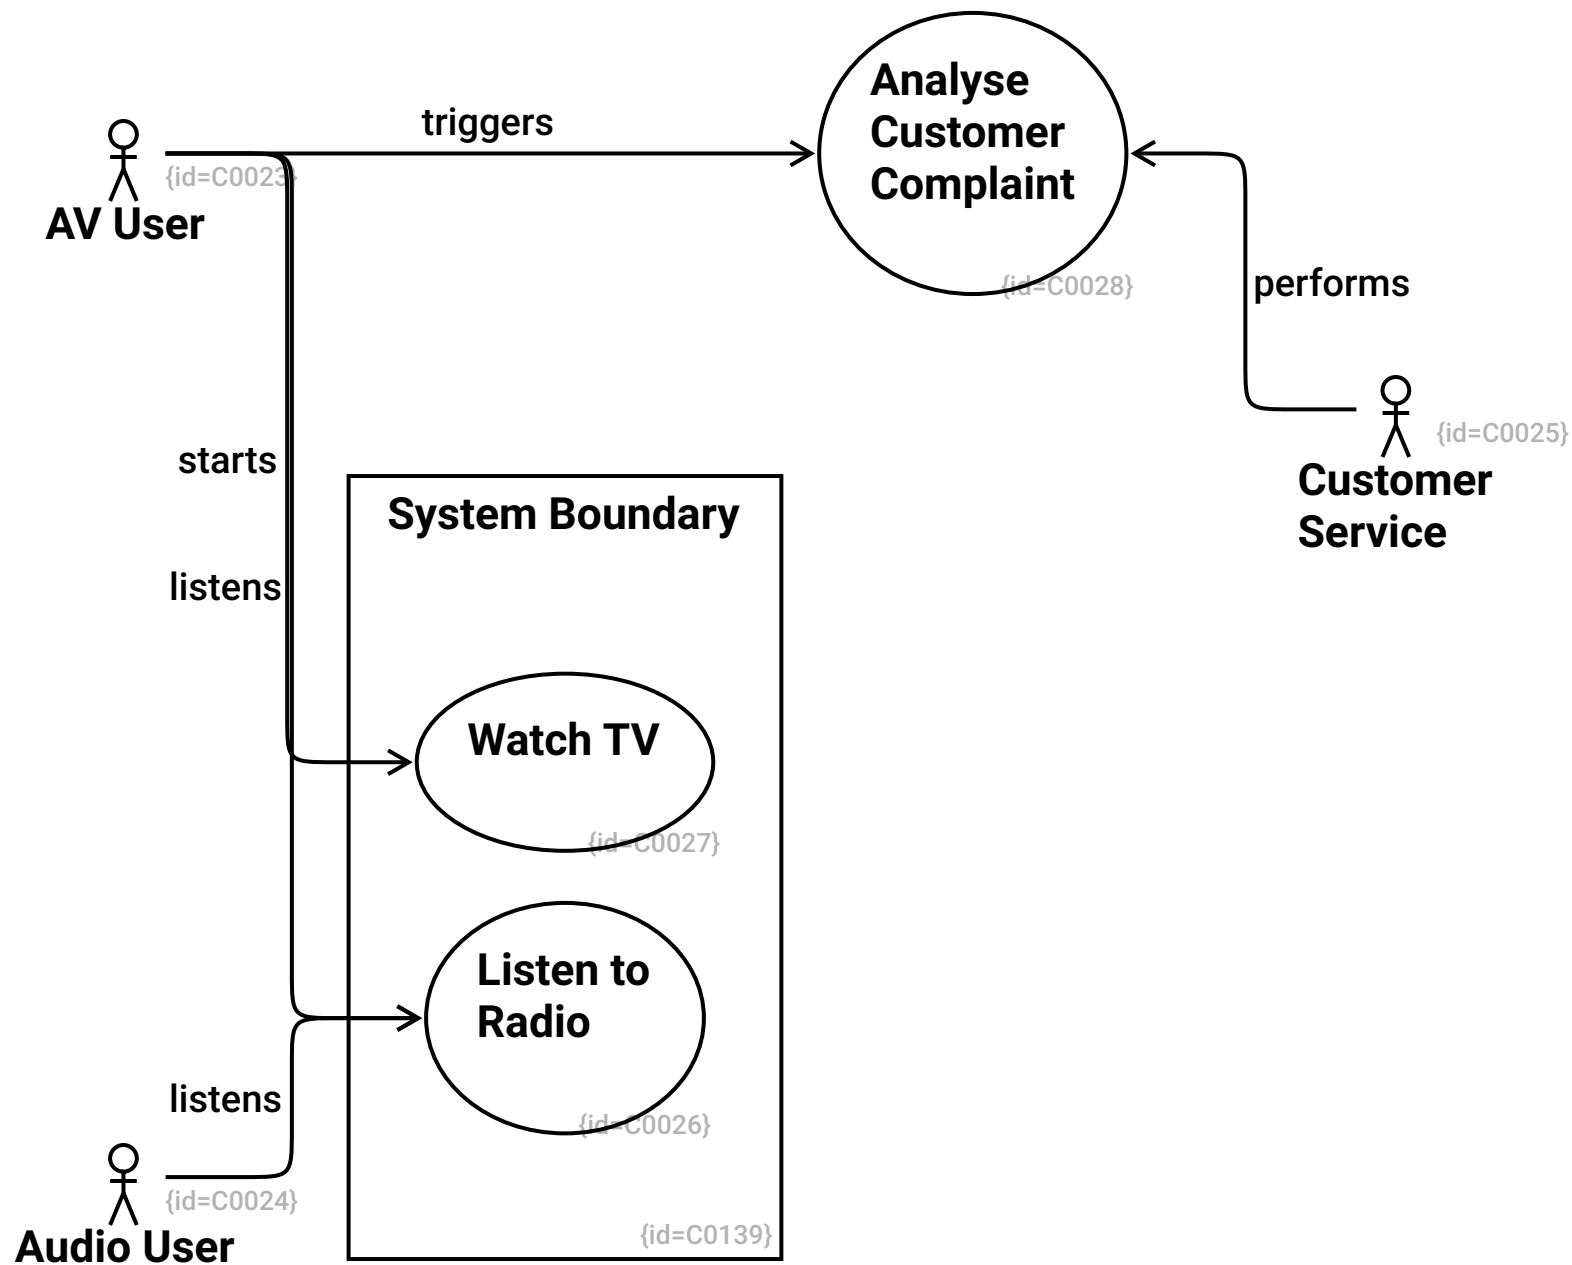 Analyse
Customer
Complaint
triggers
{id=C0023}
AV User
{id=C0028}
performs
{id=C0025}
Customer
Service
starts
System Boundary
listens
Watch TV
{id=C0027}
Listen to
Radio
listens
{id=C0026}
{id=C0024}
{id=C0139}
Audio User